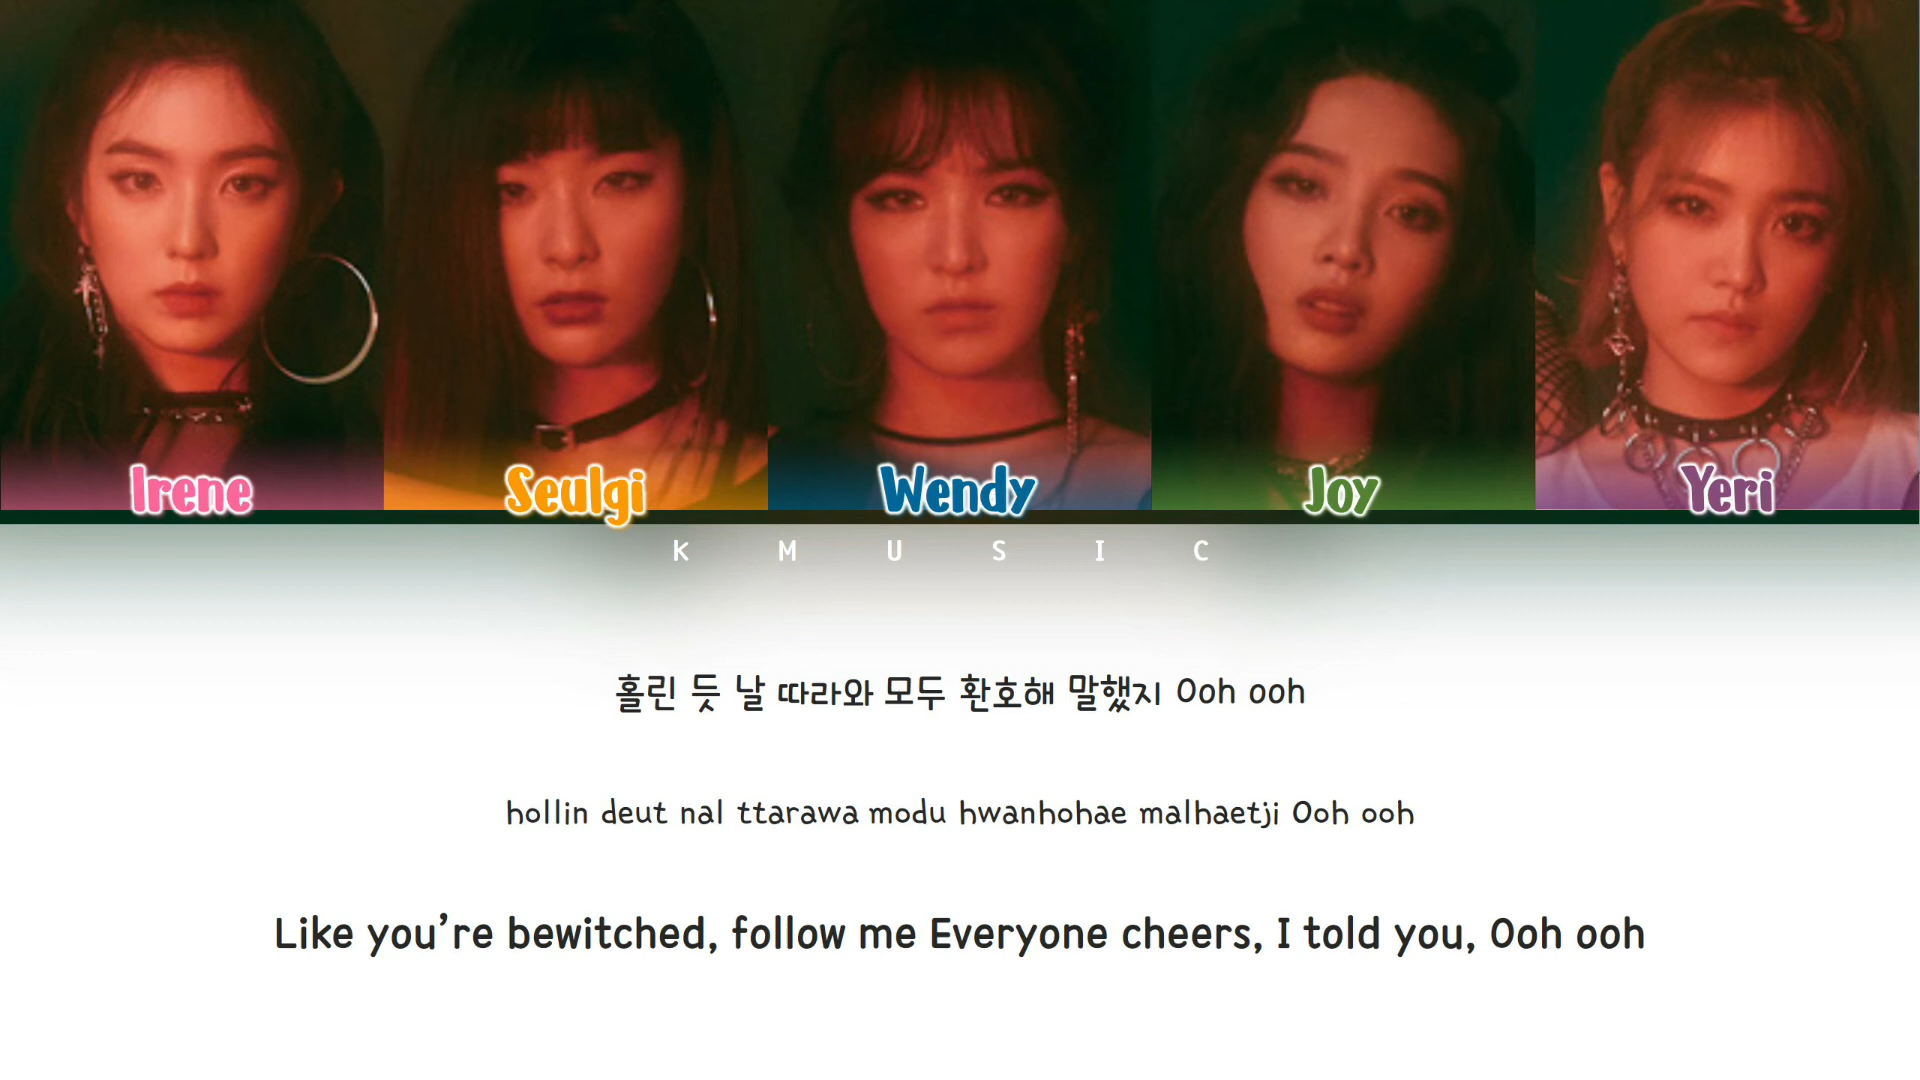 Irene
Seulgi
Wendy
Joy
Yeri
K M U S I C
홀린 듯 날 따라와 모두 환호해 말했지 Ooh ooh
hollin deut nal ttarawa modu hwanhohae malhaetji Ooh ooh
Like you’re bewitched, follow me Everyone cheers, I told you, Ooh ooh